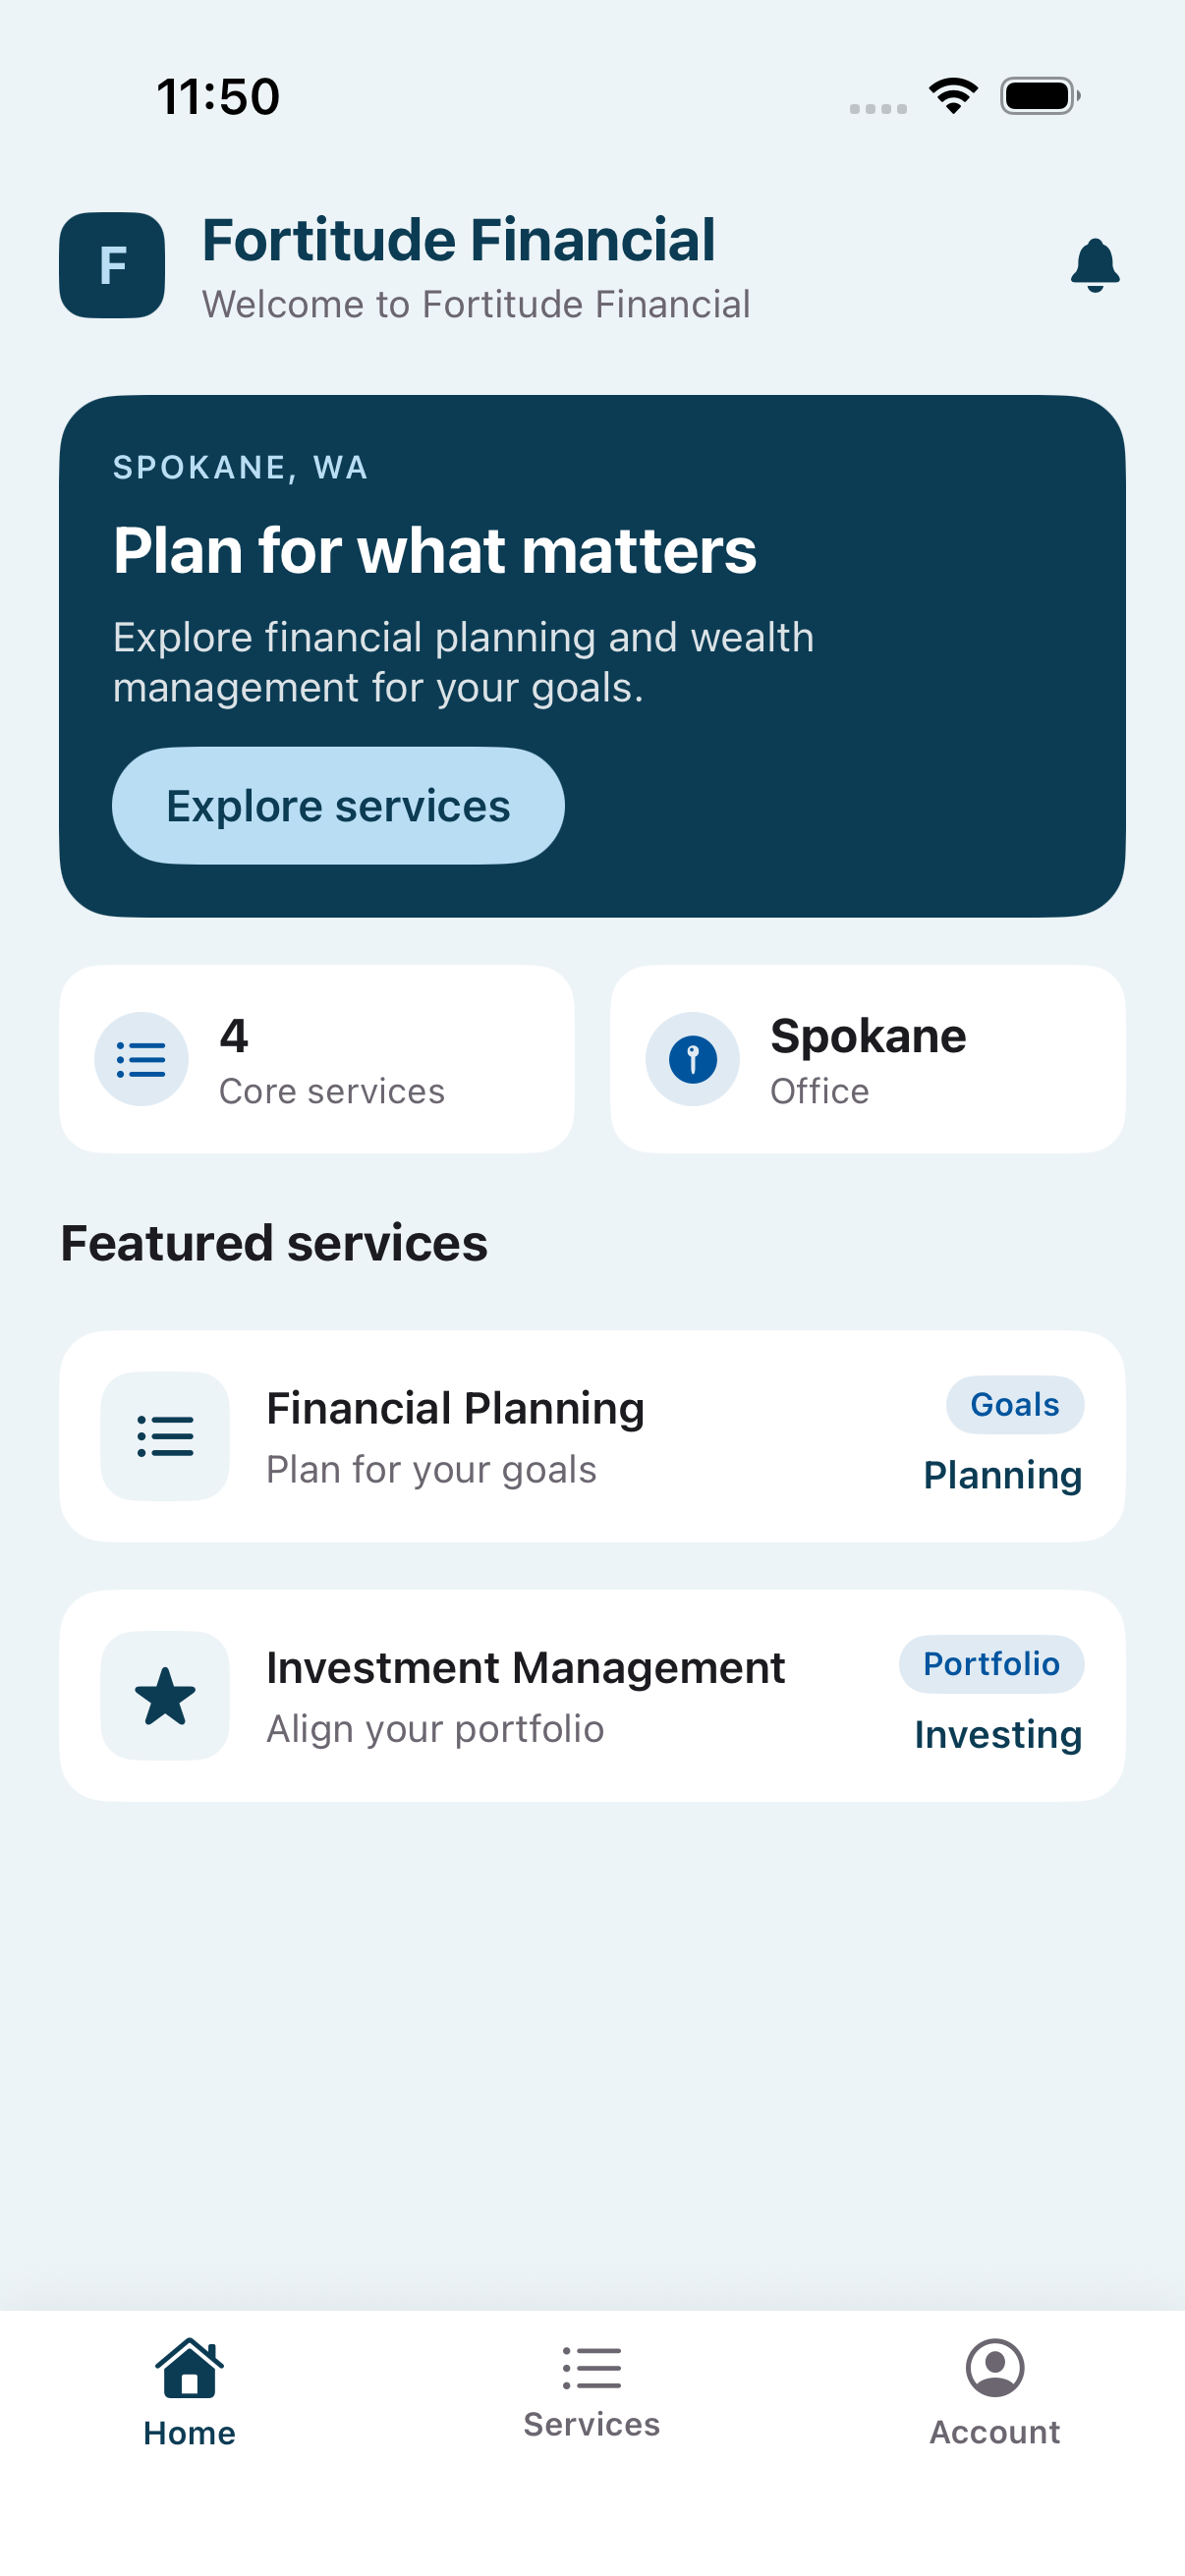 11:50
F
Fortitude Financial
Welcome to Fortitude Financial
SPOKANE, WA
Plan for what matters
Explore financial planning and wealth
management for your goals.
Explore services
4
Core services
Spokane
Office
Featured services
Financial Planning
Plan for your goals
Goals
Planning
Investment Management
Align your portfolio
Portfolio
Investing
Home
Services
Account